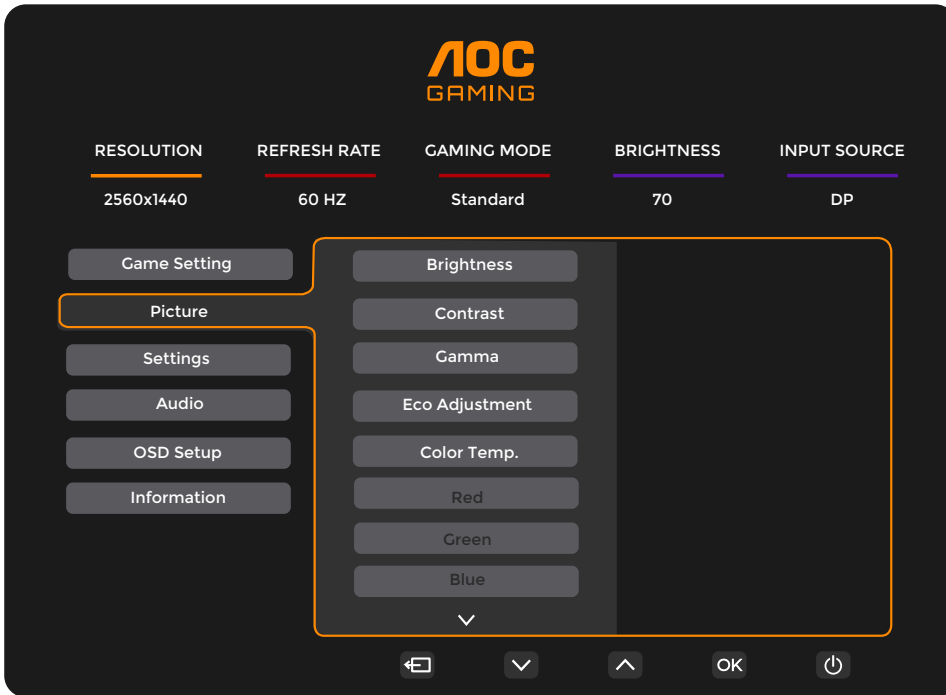 AOC
GAMING
RESOLUTION REFRESH RATE GAMING MODE BRIGHTNESS INPUT SOURCE
2560x1440 60 HZ Standard 70 DP
Game Setting
Picture
Settings
Audio
OSD Setup
Information
Brightness
Contrast
Gamma
Eco Adjustment
Color Temp.
Red
Green
Blue
OK